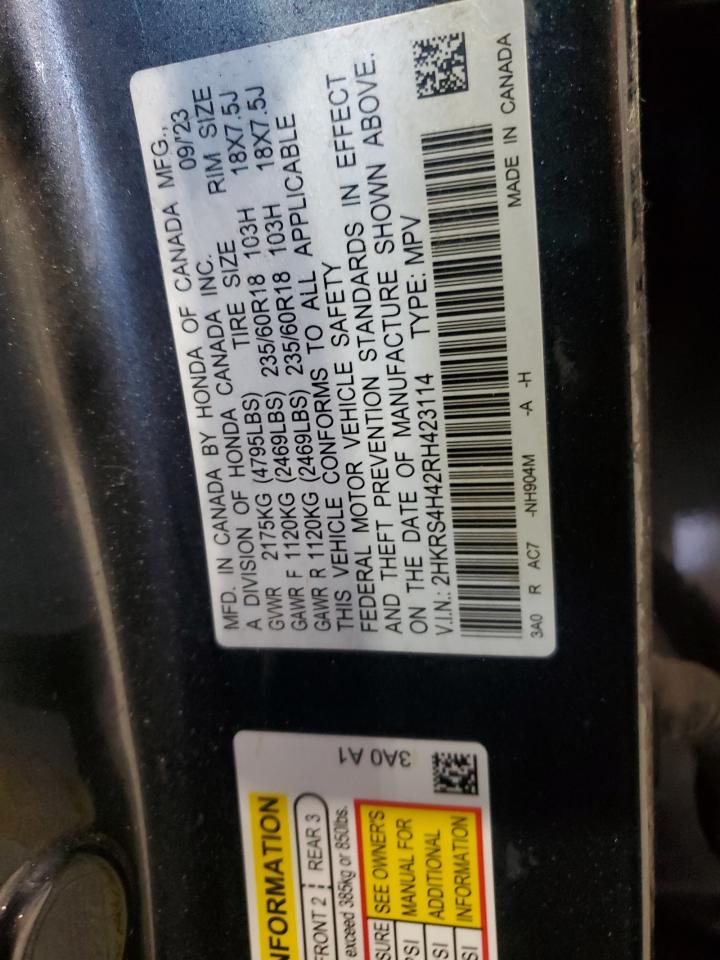 MFD. IN CANADA BY HONDA OF CANADA MFG.,
A DIVISION OF HONDA CANADA INC. 09/'23
TIRE SIZE RIM SIZE
GVWR 2175KG (4795LBS)
GAWR F 1120KG (2469LBS) 235/60R18 103H 18X7.5J
GAWR R 1120KG (2469LBS) 235/60R18 103H 18X7.5J
THIS VEHICLE CONFORMS TO ALL APPLICABLE
FEDERAL MOTOR VEHICLE SAFETY
AND THEFT PREVENTION STANDARDS IN EFFECT
ON THE DATE OF MANUFACTURE SHOWN ABOVE.
V.I.N.: 2HKRS4H42RH423114 TYPE: MPV
3A0 R AC7 -NH904M -A -H MADE IN CANADA
3A0 A1
FRONT 2 REAR 3
exceed 385kg or 850lbs.
SEE OWNER'S
MANUAL FOR
ADDITIONAL
INFORMATION